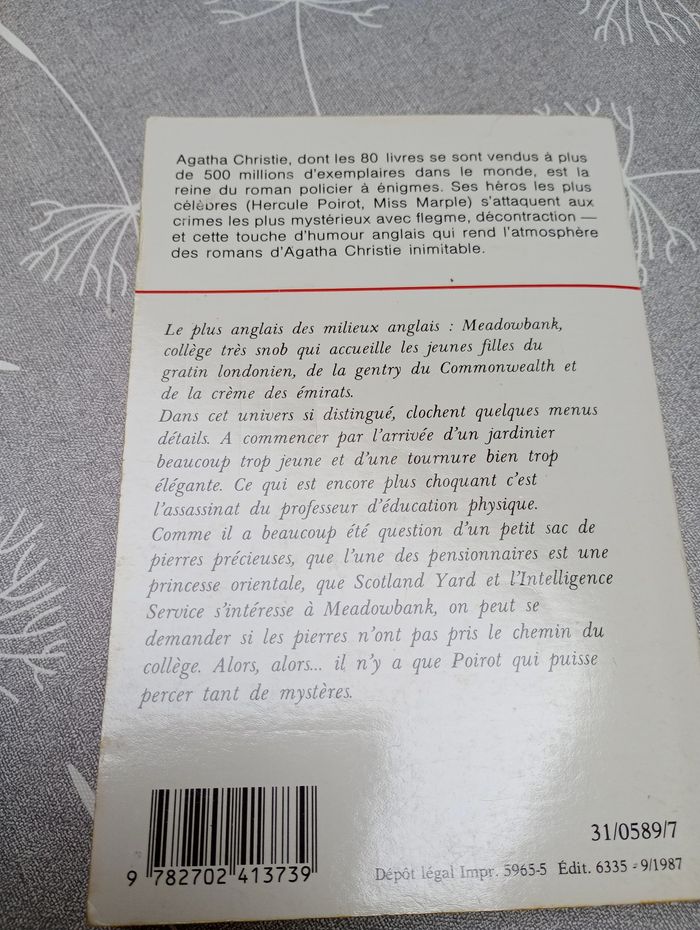 Agatha Christie, dont les 80 livres se sont vendus à plus
de 500 millions d'exemplaires dans le monde, est la
reine du roman policier à énigmes. Ses héros les plus
célèbres (Hercule Poirot, Miss Marple) s'attaquent aux
crimes les plus mystérieux avec flegme, décontraction —
et cette touche d'humour anglais qui rend l'atmosphère
des romans d'Agatha Christie inimitable.
Le plus anglais des milieux anglais : Meadowbank,
collège très snob qui accueille les jeunes filles du
gratin londonien, de la gentry du Commonwealth et
de la crème des émirats.
Dans cet univers si distingué, clochent quelques menus
détails. A commencer par l'arrivée d'un jardinier
beaucoup trop jeune et d'une tournure bien trop
élégante. Ce qui est encore plus choquant c'est
l'assassinat du professeur d'éducation physique.
Comme il a beaucoup été question d'un petit sac de
pierres précieuses, que l'une des pensionnaires est une
princesse orientale, que Scotland Yard et l'Intelligence
Service s'intéresse à Meadowbank, on peut se
demander si les pierres n'ont pas pris le chemin du
collège. Alors, alors... il n'y a que Poirot qui puisse
percer tant de mystères.
31/0589/7
9 782702 413739
Dépôt légal Impr. 5965-5 Édit. 6335 - 9/1987